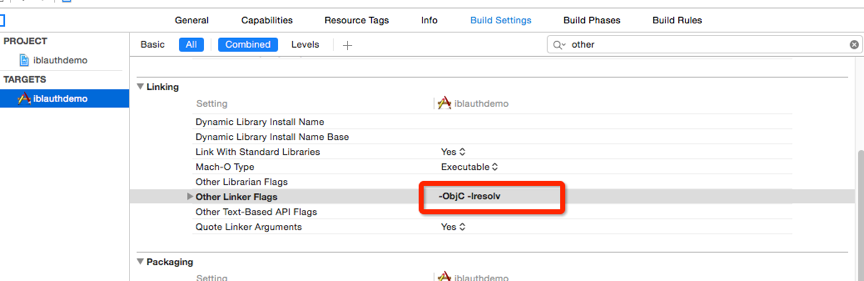 General Capabilities Resource Tags Info Build Settings Build Phases Build Rules
PROJECT
iblauthdemo
TARGETS
iblauthdemo
Basic All Combined Levels + other
Linking
Setting iblauthdemo
Dynamic Library Install Name
Dynamic Library Install Name Base
Link With Standard Libraries Yes
Mach-O Type Executable
Other Librarian Flags
Other Linker Flags -ObjC -lresolv
Other Text-Based API Flags
Quote Linker Arguments Yes
Packaging
Setting iblauthdemo